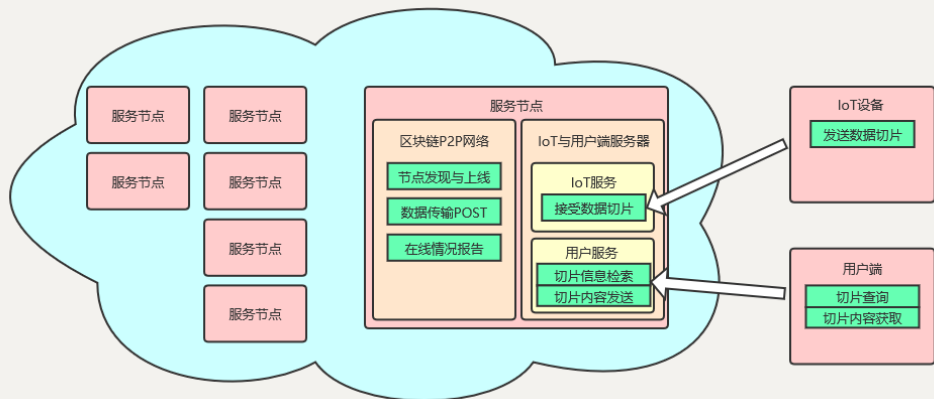 服务节点
服务节点
服务节点
服务节点
服务节点
服务节点
服务节点
区块链P2P网络
节点发现与上线
数据传输POST
在线情况报告
IoT与用户端服务器
IoT服务
接受数据切片
用户服务
切片信息检索
切片内容发送
IoT设备
发送数据切片
用户端
切片查询
切片内容获取